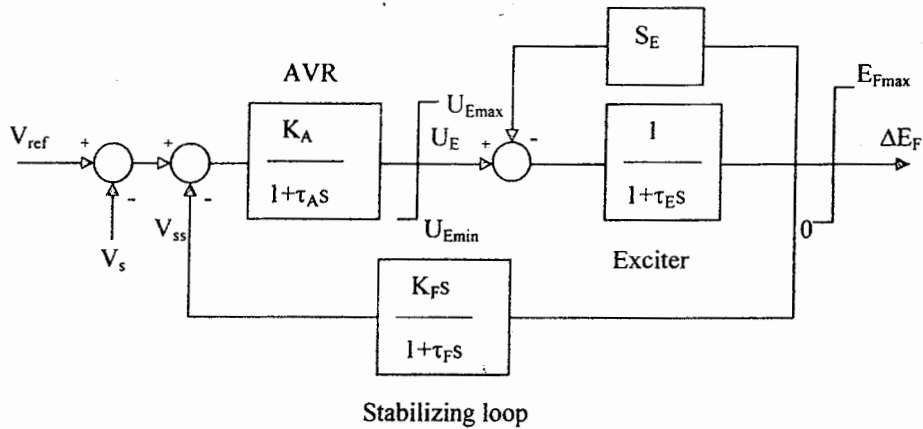 S_E
AVR
E_Fmax
U_Emax
V_ref
+
+
K_A
1+τ_As
U_E
+
-
1
1+τ_Es
ΔE_F
-
-
V_ss
V_s
U_Emin
0
Exciter
K_Fs
1+τ_Fs
Stabilizing loop